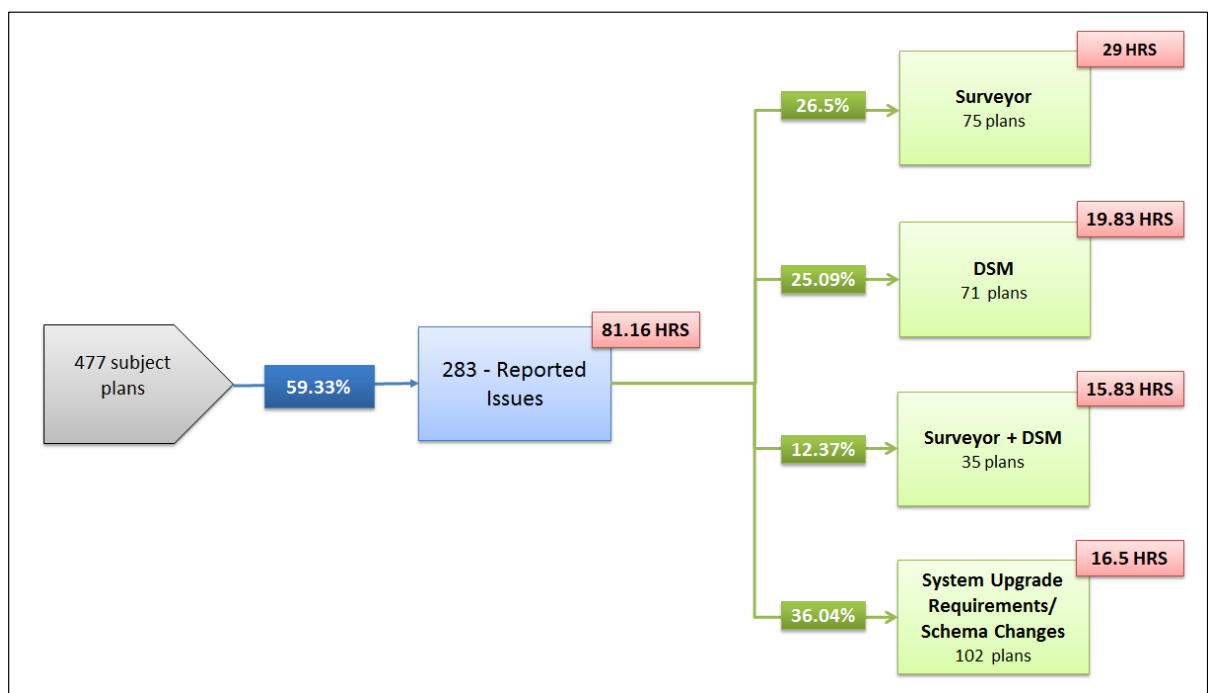 477 subject
plans
59.33%
81.16 HRS
283 - Reported
Issues
26.5%
29 HRS
Surveyor
75 plans
25.09%
19.83 HRS
DSM
71 plans
12.37%
15.83 HRS
Surveyor + DSM
35 plans
36.04%
16.5 HRS
System Upgrade
Requirements/
Schema Changes
102 plans